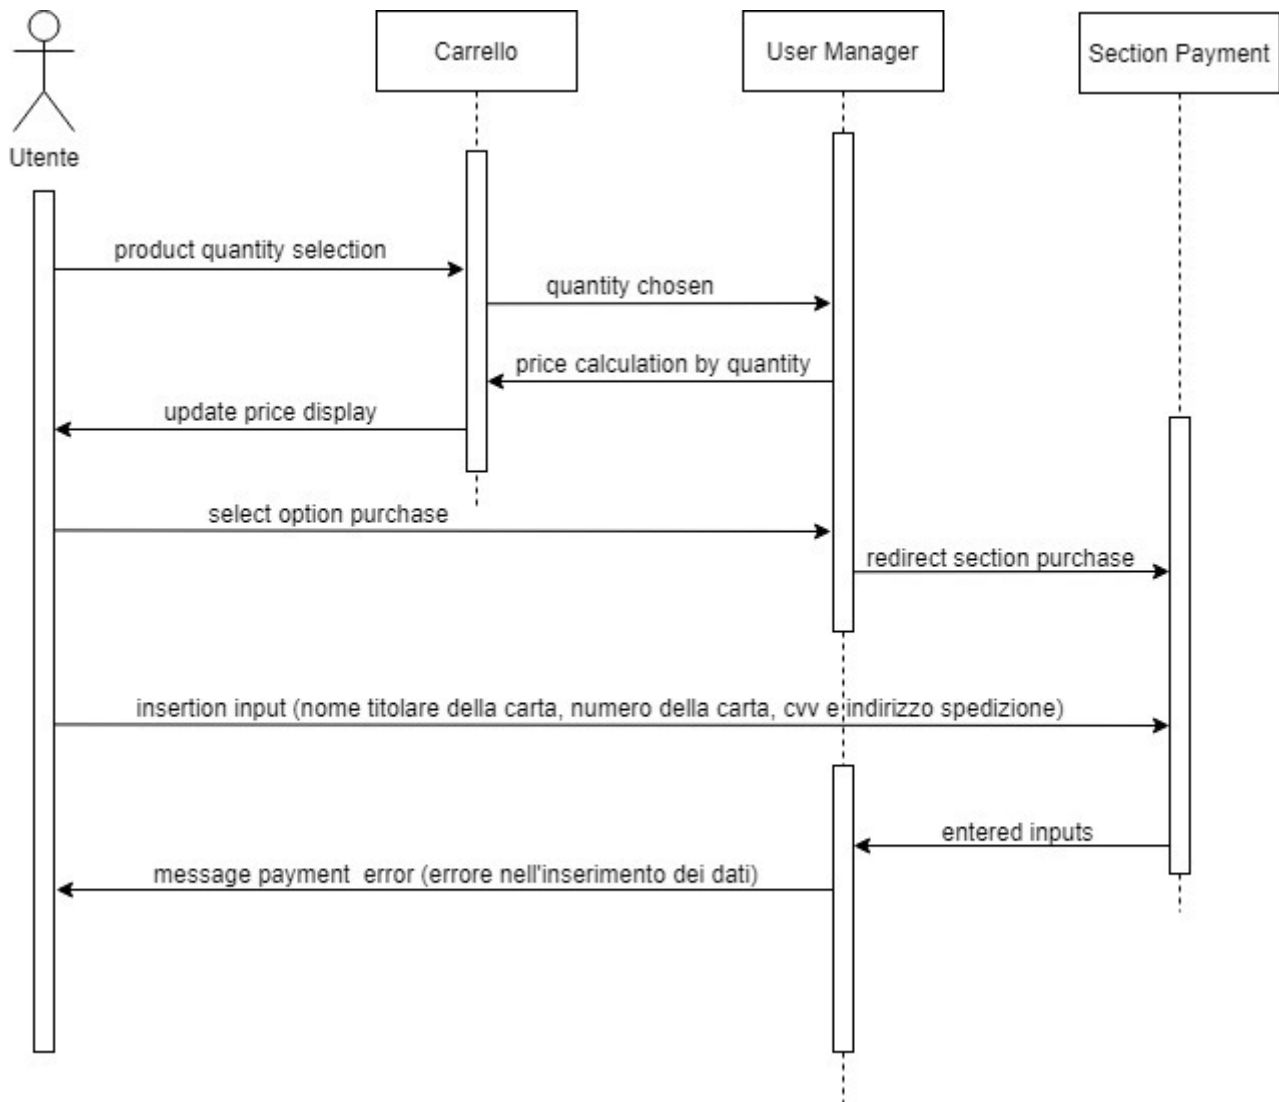 Carrello
User Manager
Section Payment
Utente
product quantity selection
quantity chosen
price calculation by quantity
update price display
select option purchase
redirect section purchase
insertion input (nome titolare della carta, numero della carta, cvv e indirizzo spedizione)
entered inputs
message payment  error (errore nell'inserimento dei dati)